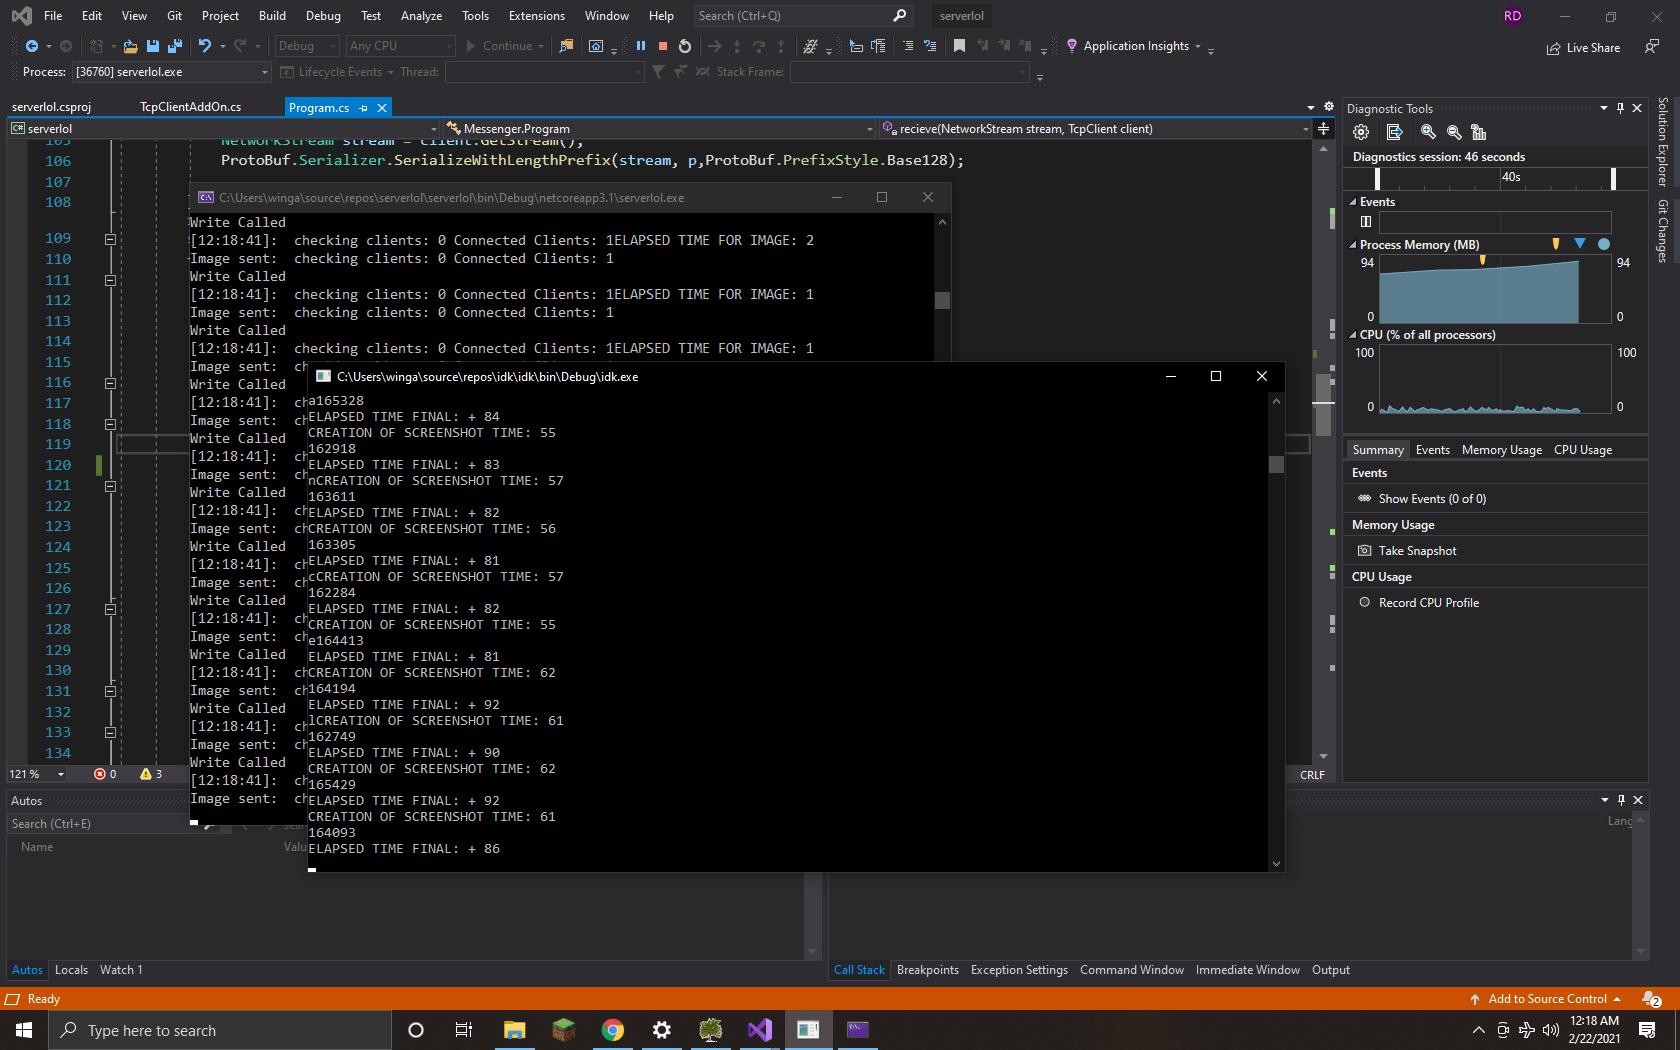 File Edit View Git Project Build Debug Test Analyze Tools Extensions Window Help Search (Ctrl+Q) serverlol RD
Debug Any CPU Continue Application Insights Live Share
Process: [36760] serverlol.exe Lifecycle Events Thread: Stack Frame:
serverlol.csproj TcpClientAddOn.cs Program.cs
serverlol Messenger.Program recieve(NetworkStream stream, TcpClient client)
105 NetworkStream stream = client.GetStream();
106 ProtoBuf.Serializer.SerializeWithLengthPrefix(stream, p,ProtoBuf.PrefixStyle.Base128);
107
108
109
110
111
112
113
114
115
116
117
118
119
120
121
122
123
124
125
126
127
128
129
130
131
132
133
134
C:\Users\winga\source\repos\serverlol\serverlol\bin\Debug\netcoreapp3.1\serverlol.exe
Write Called
[12:18:41]:  checking clients: 0 Connected Clients: 1ELAPSED TIME FOR IMAGE: 2
Image sent:  checking clients: 0 Connected Clients: 1
Write Called
[12:18:41]:  checking clients: 0 Connected Clients: 1ELAPSED TIME FOR IMAGE: 1
Image sent:  checking clients: 0 Connected Clients: 1
Write Called
[12:18:41]:  checking clients: 0 Connected Clients: 1ELAPSED TIME FOR IMAGE: 1
Image sent:
Write Called
[12:18:41]:  ch
Image sent:  ch
Write Called
[12:18:41]:  ch
Image sent:  ch
Write Called
[12:18:41]:  ch
Image sent:  ch
Write Called
[12:18:41]:  ch
Image sent:  ch
Write Called
[12:18:41]:  ch
Image sent:  ch
Write Called
[12:18:41]:  ch
Image sent:  ch
Write Called
[12:18:41]:  ch
Image sent:  ch
Write Called
[12:18:41]:  ch
Image sent:  ch
C:\Users\winga\source\repos\idk\idk\bin\Debug\idk.exe
a165328
ELAPSED TIME FINAL: + 84
CREATION OF SCREENSHOT TIME: 55
162918
ELAPSED TIME FINAL: + 83
nCREATION OF SCREENSHOT TIME: 57
163611
ELAPSED TIME FINAL: + 82
CREATION OF SCREENSHOT TIME: 56
163305
ELAPSED TIME FINAL: + 81
cCREATION OF SCREENSHOT TIME: 57
162284
ELAPSED TIME FINAL: + 82
CREATION OF SCREENSHOT TIME: 55
e164413
ELAPSED TIME FINAL: + 81
CREATION OF SCREENSHOT TIME: 62
164194
ELAPSED TIME FINAL: + 92
lCREATION OF SCREENSHOT TIME: 61
162749
ELAPSED TIME FINAL: + 90
CREATION OF SCREENSHOT TIME: 62
165429
ELAPSED TIME FINAL: + 92
CREATION OF SCREENSHOT TIME: 61
164093
ELAPSED TIME FINAL: + 86
Diagnostic Tools
Diagnostics session: 46 seconds
40s
Events
Process Memory (MB)
94 94
0 0
CPU (% of all processors)
100 100
0 0
Summary Events Memory Usage CPU Usage
Events
Show Events (0 of 0)
Memory Usage
Take Snapshot
CPU Usage
Record CPU Profile
Solution Explorer
Git Changes
121 % 0 3 CRLF
Autos
Search (Ctrl+E)
Name Valu
Lang
Autos Locals Watch 1 Call Stack Breakpoints Exception Settings Command Window Immediate Window Output
Ready Add to Source Control 2
Type here to search
12:18 AM
2/22/2021